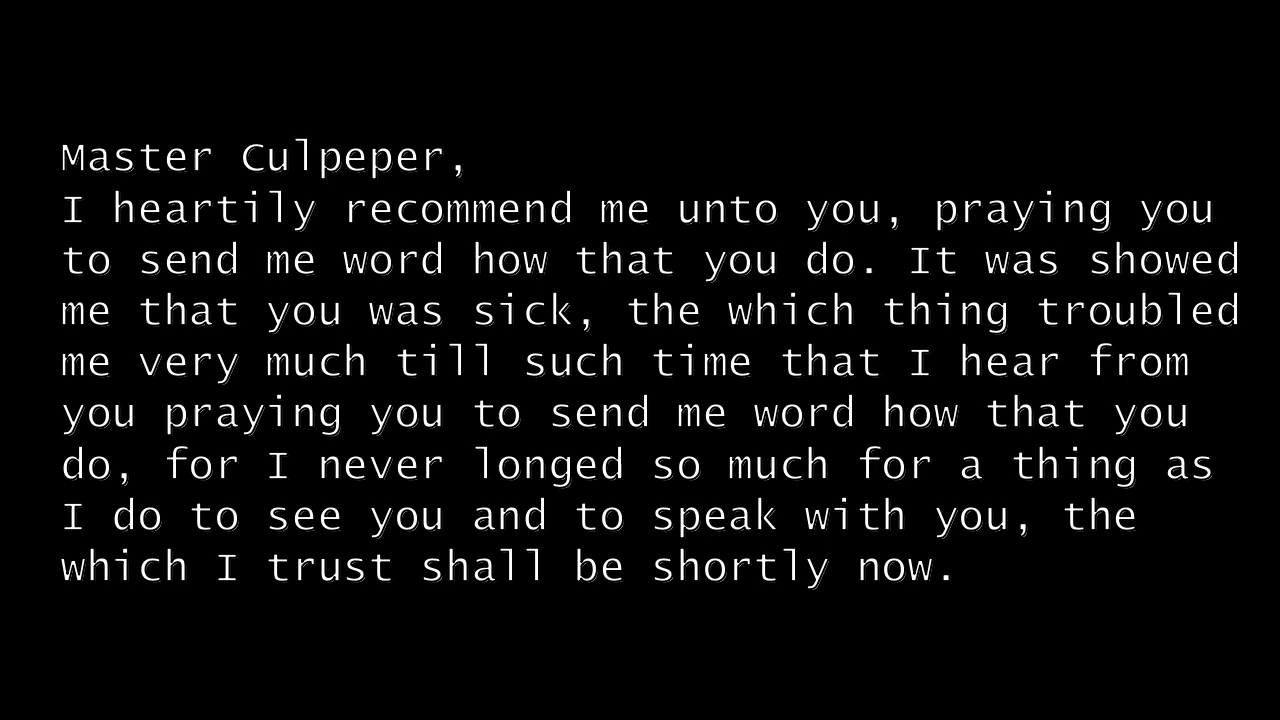 Master Culpeper,
I heartily recommend me unto you, praying you
to send me word how that you do. It was showed
me that you was sick, the which thing troubled
me very much till such time that I hear from
you praying you to send me word how that you
do, for I never longed so much for a thing as
I do to see you and to speak with you, the
which I trust shall be shortly now.